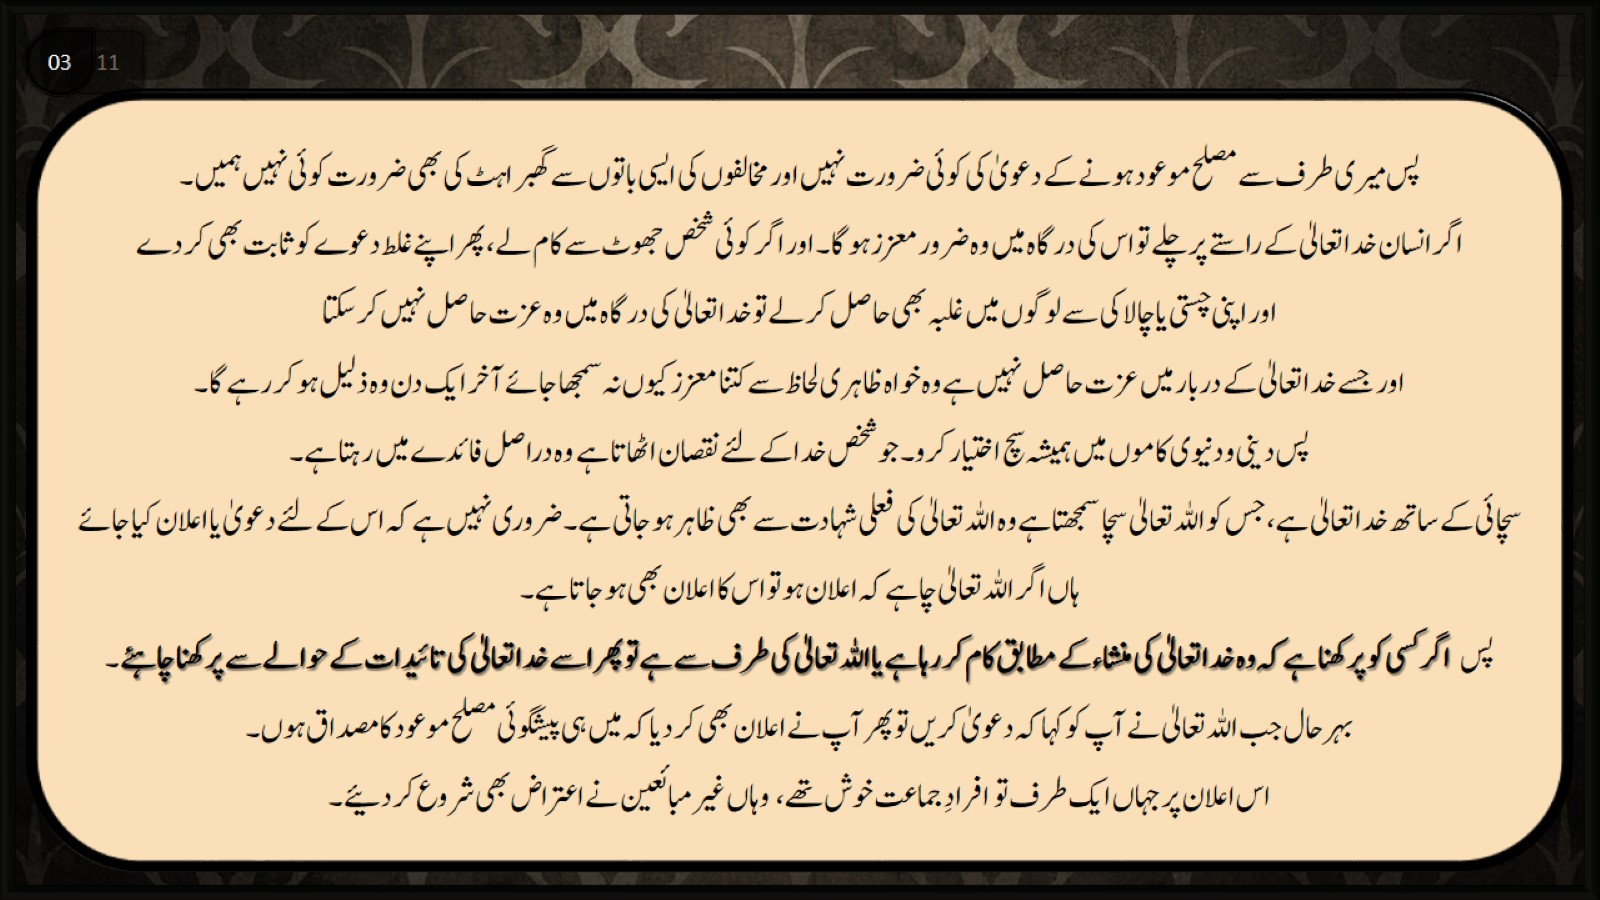 03 11
پس میری طرف سے مصلح موعود ہونے کے دعویٰ کی کوئی ضرورت نہیں اور مخالفوں کی ایسی باتوں سے گھبراہٹ کی بھی ضرورت کوئی نہیں ہمیں۔
اگر انسان خدا تعالیٰ کے راستے پر چلے تو اس کی درگاہ میں وہ ضرور معزز ہو گا۔ اور اگر کوئی شخص جھوٹ سے کام لے، پھر اپنے غلط دعوے کو ثابت بھی کر دے
اور اپنی چستی یا چالاکی سے لوگوں میں غلبہ بھی حاصل کر لے تو خدا تعالیٰ کی درگاہ میں وہ عزت حاصل نہیں کر سکتا
اور جسے خدا تعالیٰ کے دربار میں عزت حاصل نہیں ہے وہ خواہ ظاہری لحاظ سے کتنا معزز کیوں نہ سمجھا جائے آخر ایک دن وہ ذلیل ہو کر رہے گا۔
پس دینی و دنیوی کاموں میں ہمیشہ سچ اختیار کرو۔ جو شخص خدا کے لئے نقصان اٹھاتا ہے وہ دراصل فائدے میں رہتا ہے۔
سچائی کے ساتھ خدا تعالیٰ ہے، جس کو اللہ تعالیٰ سچا سمجھتا ہے وہ اللہ تعالیٰ کی فعلی شہادت سے بھی ظاہر ہو جاتی ہے۔ ضروری نہیں ہے کہ اس کے لئے دعویٰ یا اعلان کیا جائے
ہاں اگر اللہ تعالیٰ چاہے کہ اعلان ہو تو اس کا اعلان بھی ہو جاتا ہے۔
پس اگر کسی کو پرکھنا ہے کہ وہ خدا تعالیٰ کی منشاء کے مطابق کام کر رہا ہے یا اللہ تعالیٰ کی طرف سے ہے تو پھر اسے خدا تعالیٰ کی تائیدات کے حوالے سے پرکھنا چاہئے۔
بہرحال جب اللہ تعالیٰ نے آپ کو کہا کہ دعویٰ کریں تو پھر آپ نے اعلان بھی کر دیا کہ میں ہی پیشگوئی مصلح موعود کا مصداق ہوں۔
اس اعلان پر جہاں ایک طرف تو افرادِ جماعت خوش تھے، وہاں غیر مبائعین نے اعتراض بھی شروع کر دیئے۔